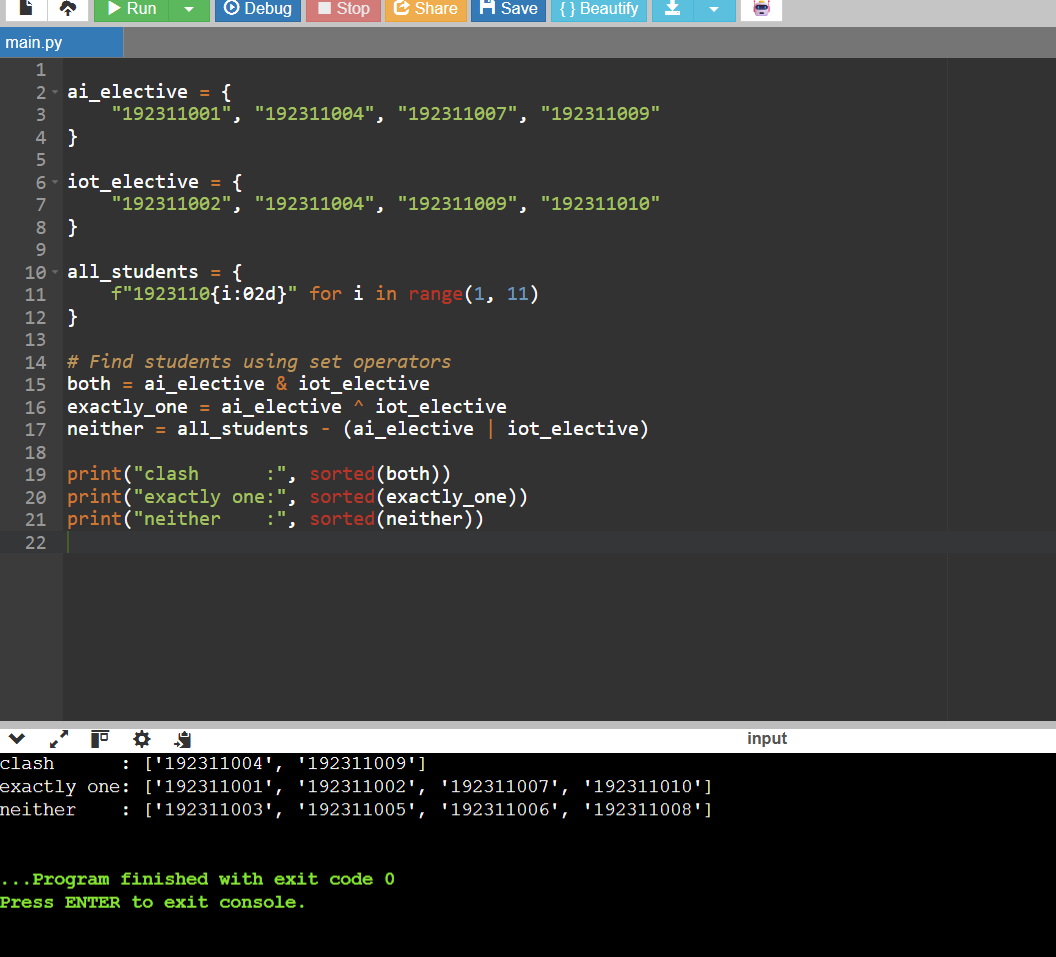 Run Debug Stop Share Save { } Beautify
main.py
1
2 ai_elective = {
3     "192311001", "192311004", "192311007", "192311009"
4 }
5
6 iot_elective = {
7     "192311002", "192311004", "192311009", "192311010"
8 }
9
10 all_students = {
11     f"1923110{i:02d}" for i in range(1, 11)
12 }
13
14 # Find students using set operators
15 both = ai_elective & iot_elective
16 exactly_one = ai_elective ^ iot_elective
17 neither = all_students - (ai_elective | iot_elective)
18
19 print("clash      :", sorted(both))
20 print("exactly one:", sorted(exactly_one))
21 print("neither    :", sorted(neither))
22
input
clash      : ['192311004', '192311009']
exactly one: ['192311001', '192311002', '192311007', '192311010']
neither    : ['192311003', '192311005', '192311006', '192311008']
...Program finished with exit code 0
Press ENTER to exit console.